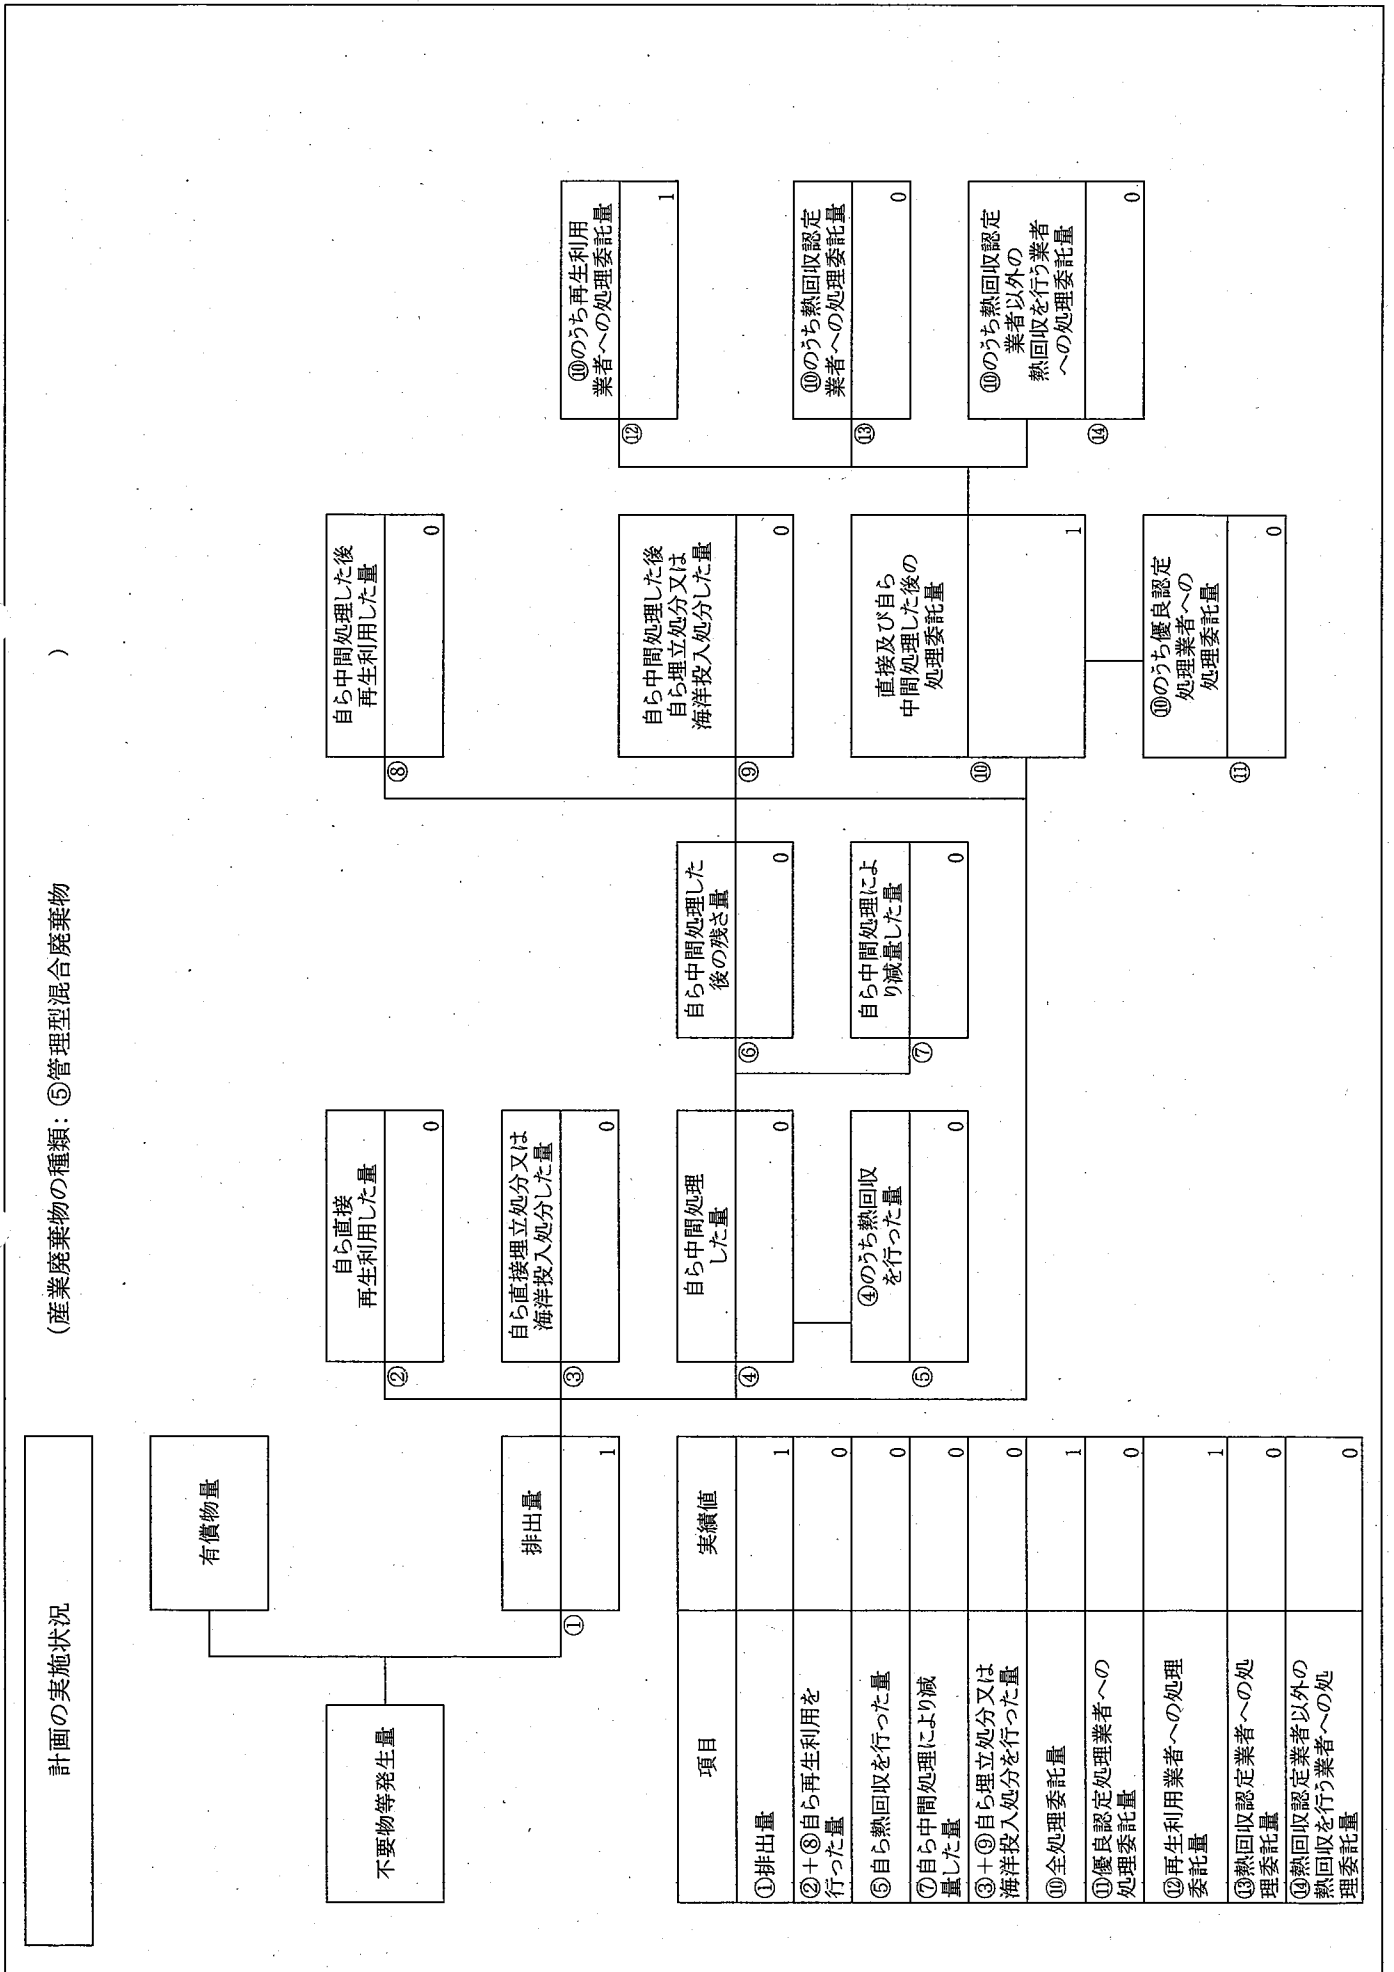 計画の実施状況
(産業廃棄物の種類：⑤管理型混合廃棄物　)
不要物等発生量
有償物量
①
排出量
1
②
自ら直接
再生利用した量
0
③
自ら直接埋立処分又は
海洋投入処分した量
0
④
自ら中間処理
した量
0
⑤
④のうち熱回収
を行った量
0
⑥
自ら中間処理した
後の残さ量
0
⑦
自ら中間処理によ
り減量した量
0
⑧
自ら中間処理した後
再生利用した量
0
⑨
自ら中間処理した後
自ら埋立処分又は
海洋投入処分した量
0
⑩
直接及び自ら
中間処理した後の
処理委託量
1
⑪
⑩のうち優良認定
処理業者への
処理委託量
0
⑫
⑩のうち再生利用
業者への処理委託量
1
⑬
⑩のうち熱回収認定
業者への処理委託量
0
⑭
⑩のうち熱回収認定
業者以外の
熱回収を行う業者
への処理委託量
0
項目 実績値
①排出量 1
②＋⑧自ら再生利用を
行った量 0
⑤自ら熱回収を行った量 0
⑦自ら中間処理により減
量した量 0
③＋⑨自ら埋立処分又は
海洋投入処分を行った量 0
⑩全処理委託量 1
⑪優良認定処理業者への
処理委託量 0
⑫再生利用業者への処理
委託量 1
⑬熱回収認定業者への処
理委託量 0
⑭熱回収認定業者以外の
熱回収を行う業者への処
理委託量 0